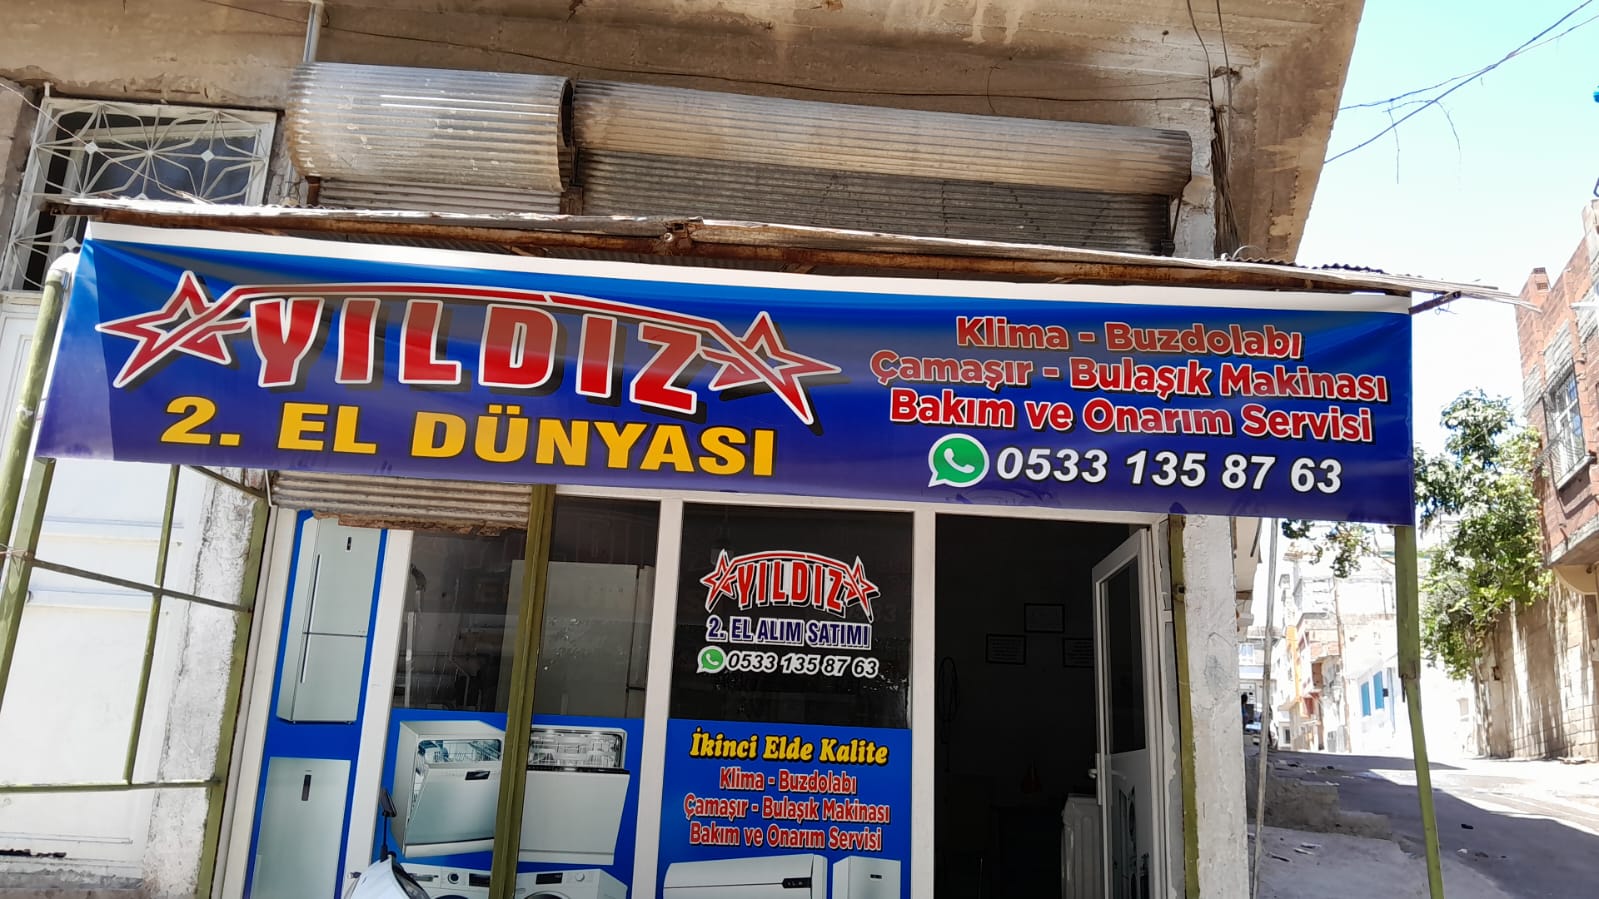 YILDIZ
2. EL DÜNYASI
Klima - Buzdolabı
Çamaşır - Bulaşık Makinası
Bakım ve Onarım Servisi
0533 135 87 63
YILDIZ
2. EL ALIM SATIMI
0533 135 87 63
İkinci Elde Kalite
Klima - Buzdolabı
Çamaşır - Bulaşık Makinası
Bakım ve Onarım Servisi